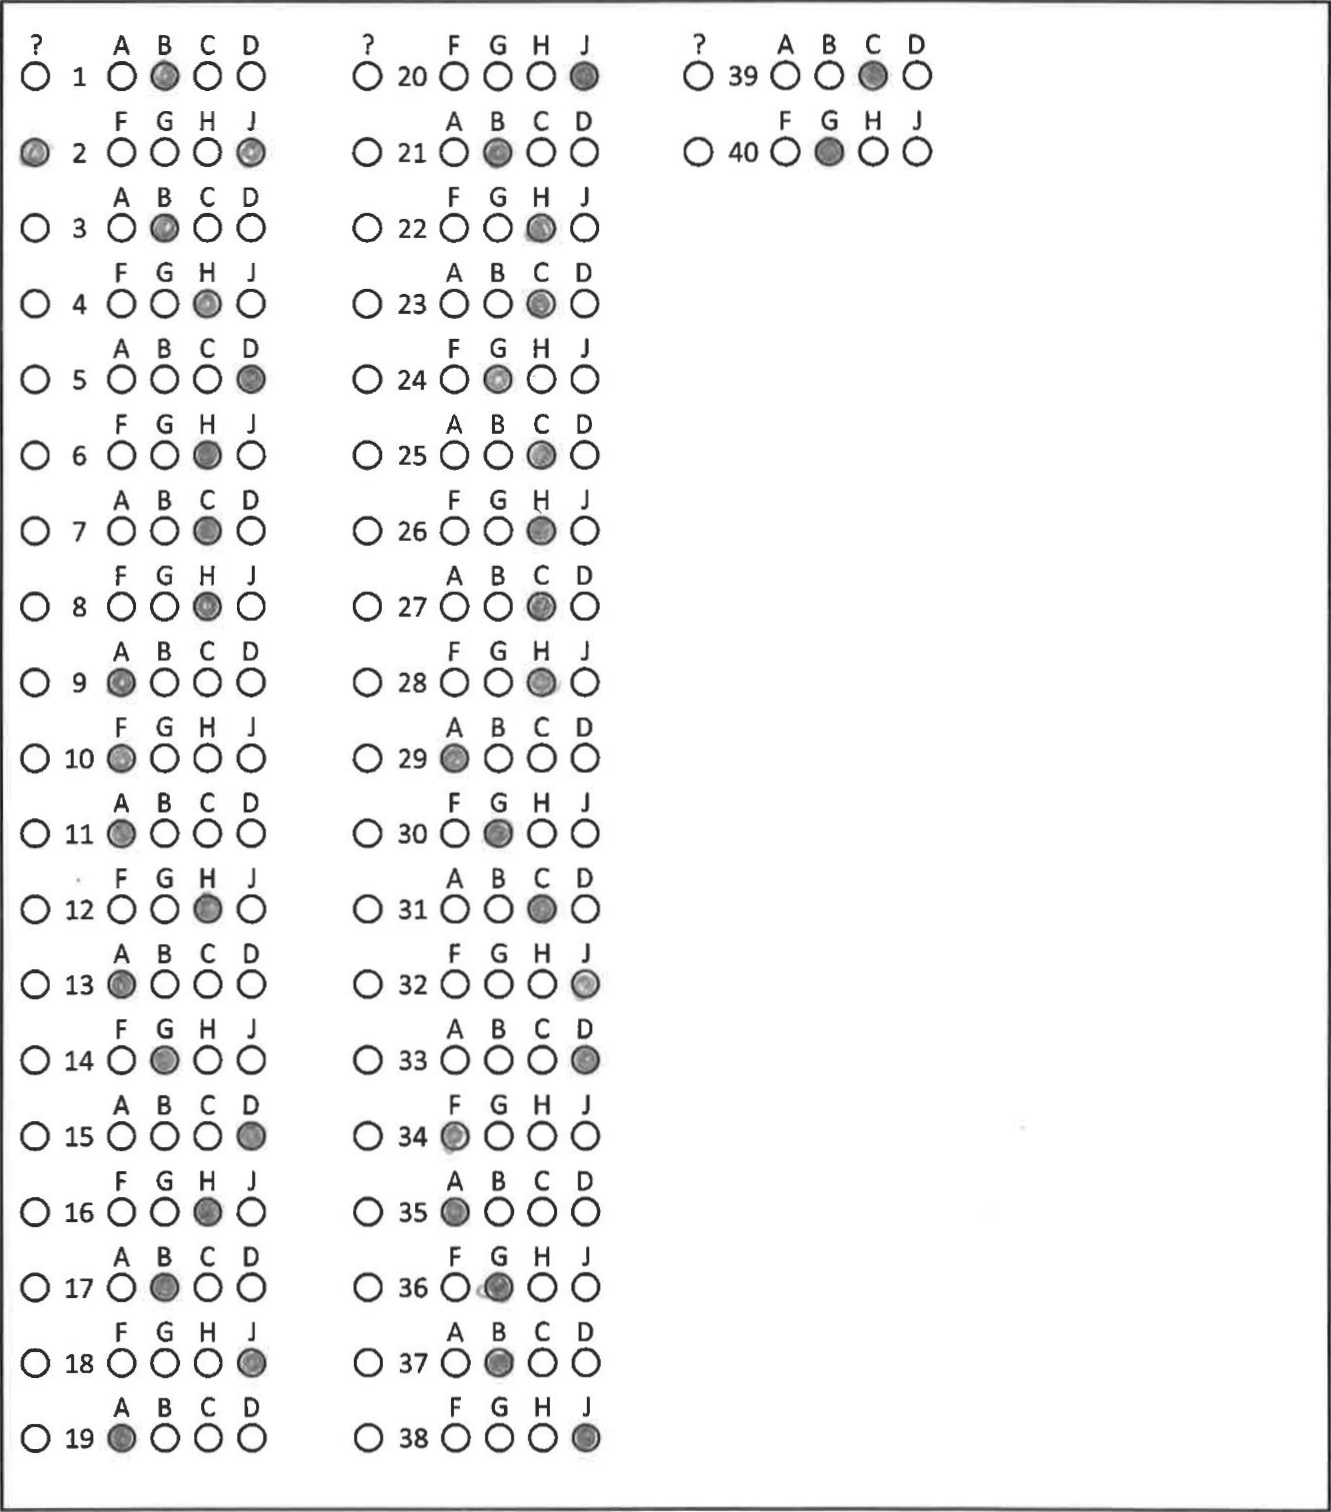 ? A B C D
1
F G H J
2
A B C D
3
F G H J
4
A B C D
5
F G H J
6
A B C D
7
F G H J
8
A B C D
9
F G H J
10
A B C D
11
F G H J
12
A B C D
13
F G H J
14
A B C D
15
F G H J
16
A B C D
17
F G H J
18
A B C D
19
? F G H J
20
A B C D
21
F G H J
22
A B C D
23
F G H J
24
A B C D
25
F G H J
26
A B C D
27
F G H J
28
A B C D
29
F G H J
30
A B C D
31
F G H J
32
A B C D
33
F G H J
34
A B C D
35
F G H J
36
A B C D
37
F G H J
38
? A B C D
39
F G H J
40